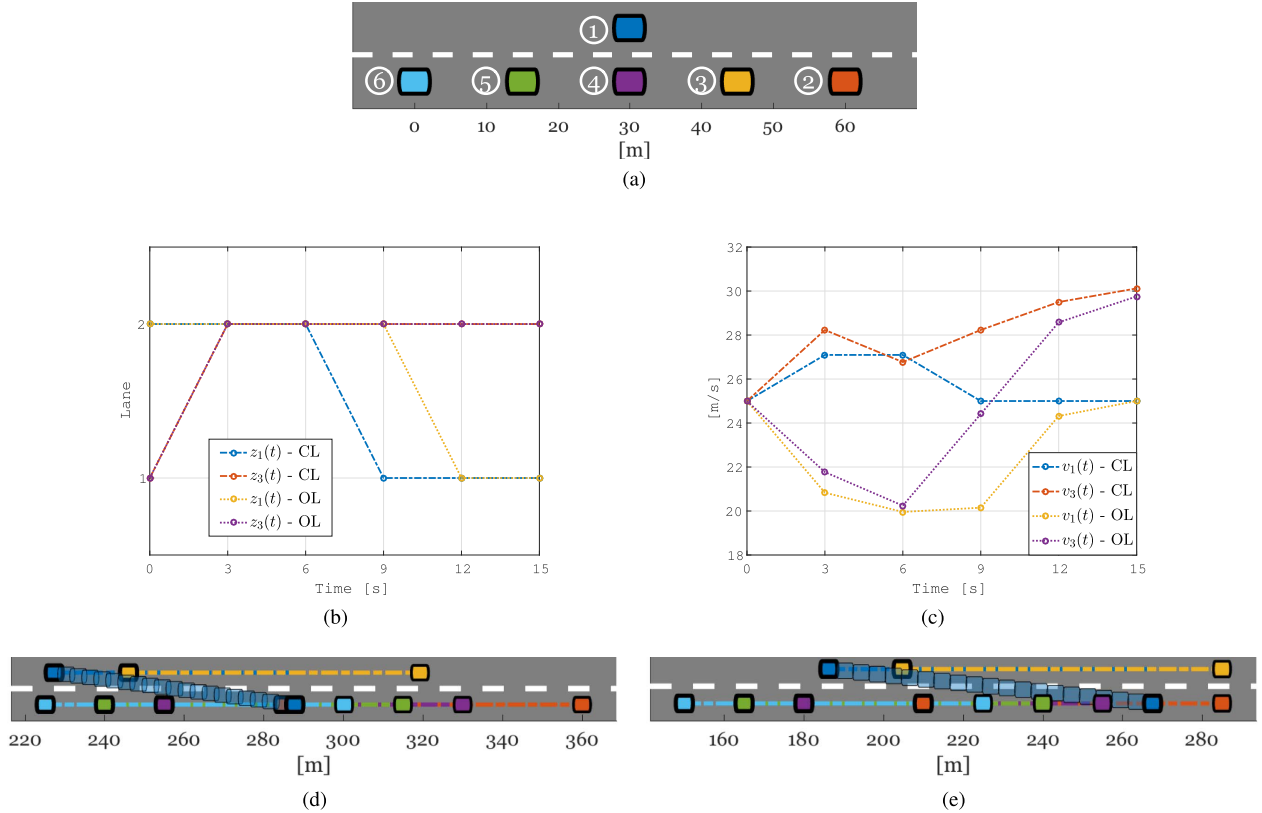 1
6 5 4 3 2
0 10 20 30 40 50 60
[m]
(a)
2
1
Lane
z₁(t) - CL
z₃(t) - CL
z₁(t) - OL
z₃(t) - OL
0 3 6 9 12 15
Time [s]
(b)
32
30
28
26
24
22
20
18
[m/s]
v₁(t) - CL
v₃(t) - CL
v₁(t) - OL
v₃(t) - OL
0 3 6 9 12 15
Time [s]
(c)
220 240 260 280 300 320 340 360
[m]
(d)
160 180 200 220 240 260 280
[m]
(e)